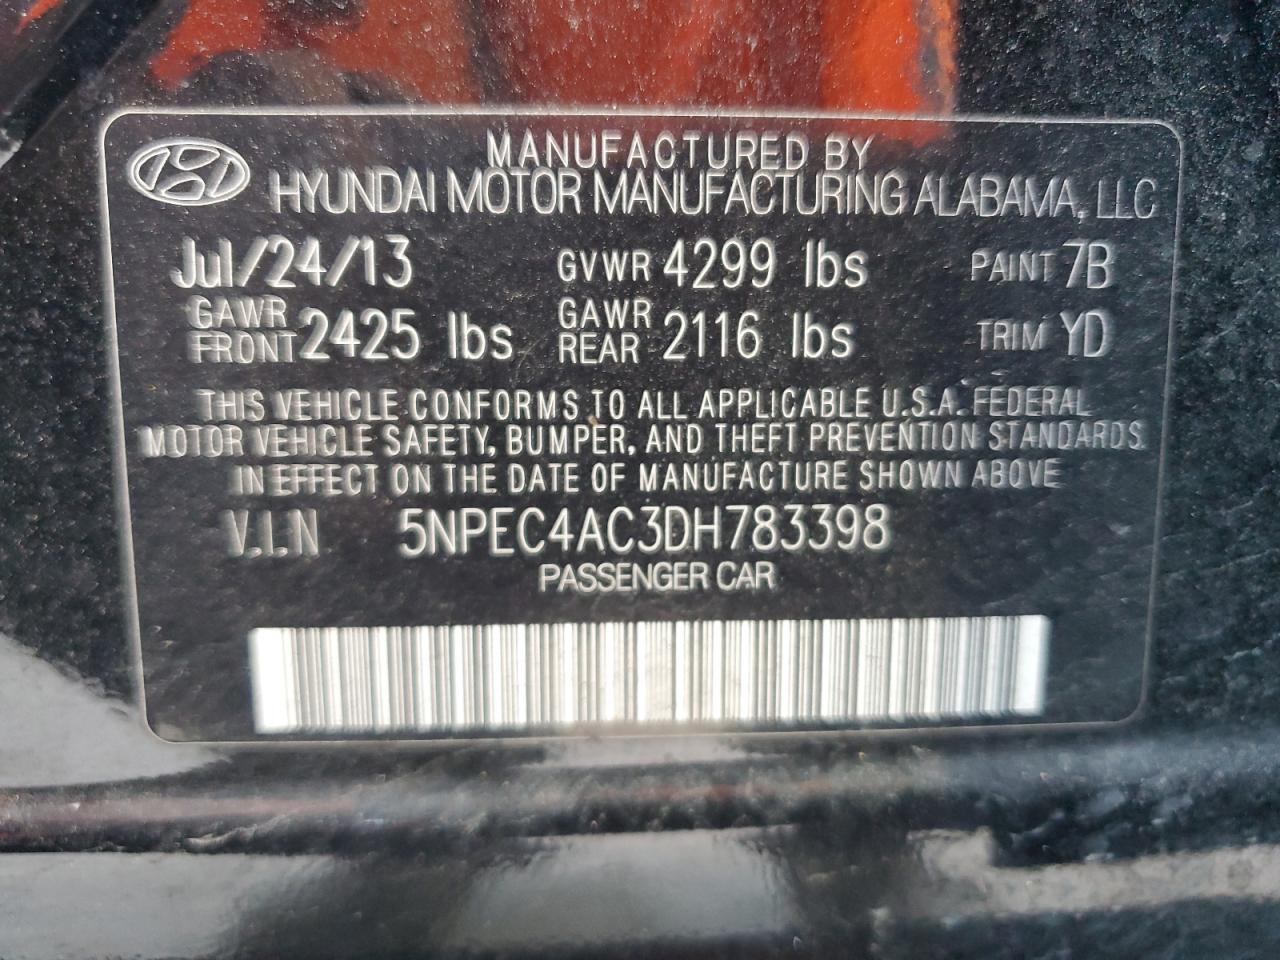 MANUFACTURED BY
HYUNDAI MOTOR MANUFACTURING ALABAMA, LLC
Jul/24/13 GVWR 4299 lbs PAINT 7B
GAWR FRONT 2425 lbs GAWR REAR 2116 lbs TRIM YD
THIS VEHICLE CONFORMS TO ALL APPLICABLE U.S.A. FEDERAL
MOTOR VEHICLE SAFETY, BUMPER, AND THEFT PREVENTION STANDARDS
IN EFFECT ON THE DATE OF MANUFACTURE SHOWN ABOVE
V.I.N 5NPEC4AC3DH783398
PASSENGER CAR